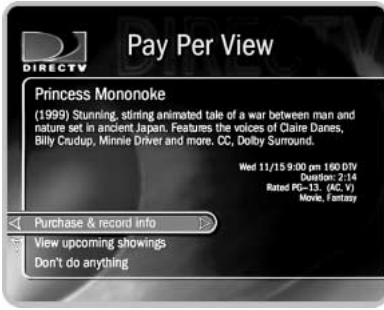 DIRECTV
Pay Per View
DIRECTV
Princess Mononoke
(1999) Stunning, stirring animated tale of a war between man and
nature set in ancient Japan. Features the voices of Claire Danes,
Billy Crudup, Minnie Driver and more. CC, Dolby Surround.
Wed 11/15 9:00 pm 160 DTV
Duration: 2:14
Rated PG-13. (AC, V)
Movie, Fantasy
Purchase & record info
View upcoming showings
Don't do anything